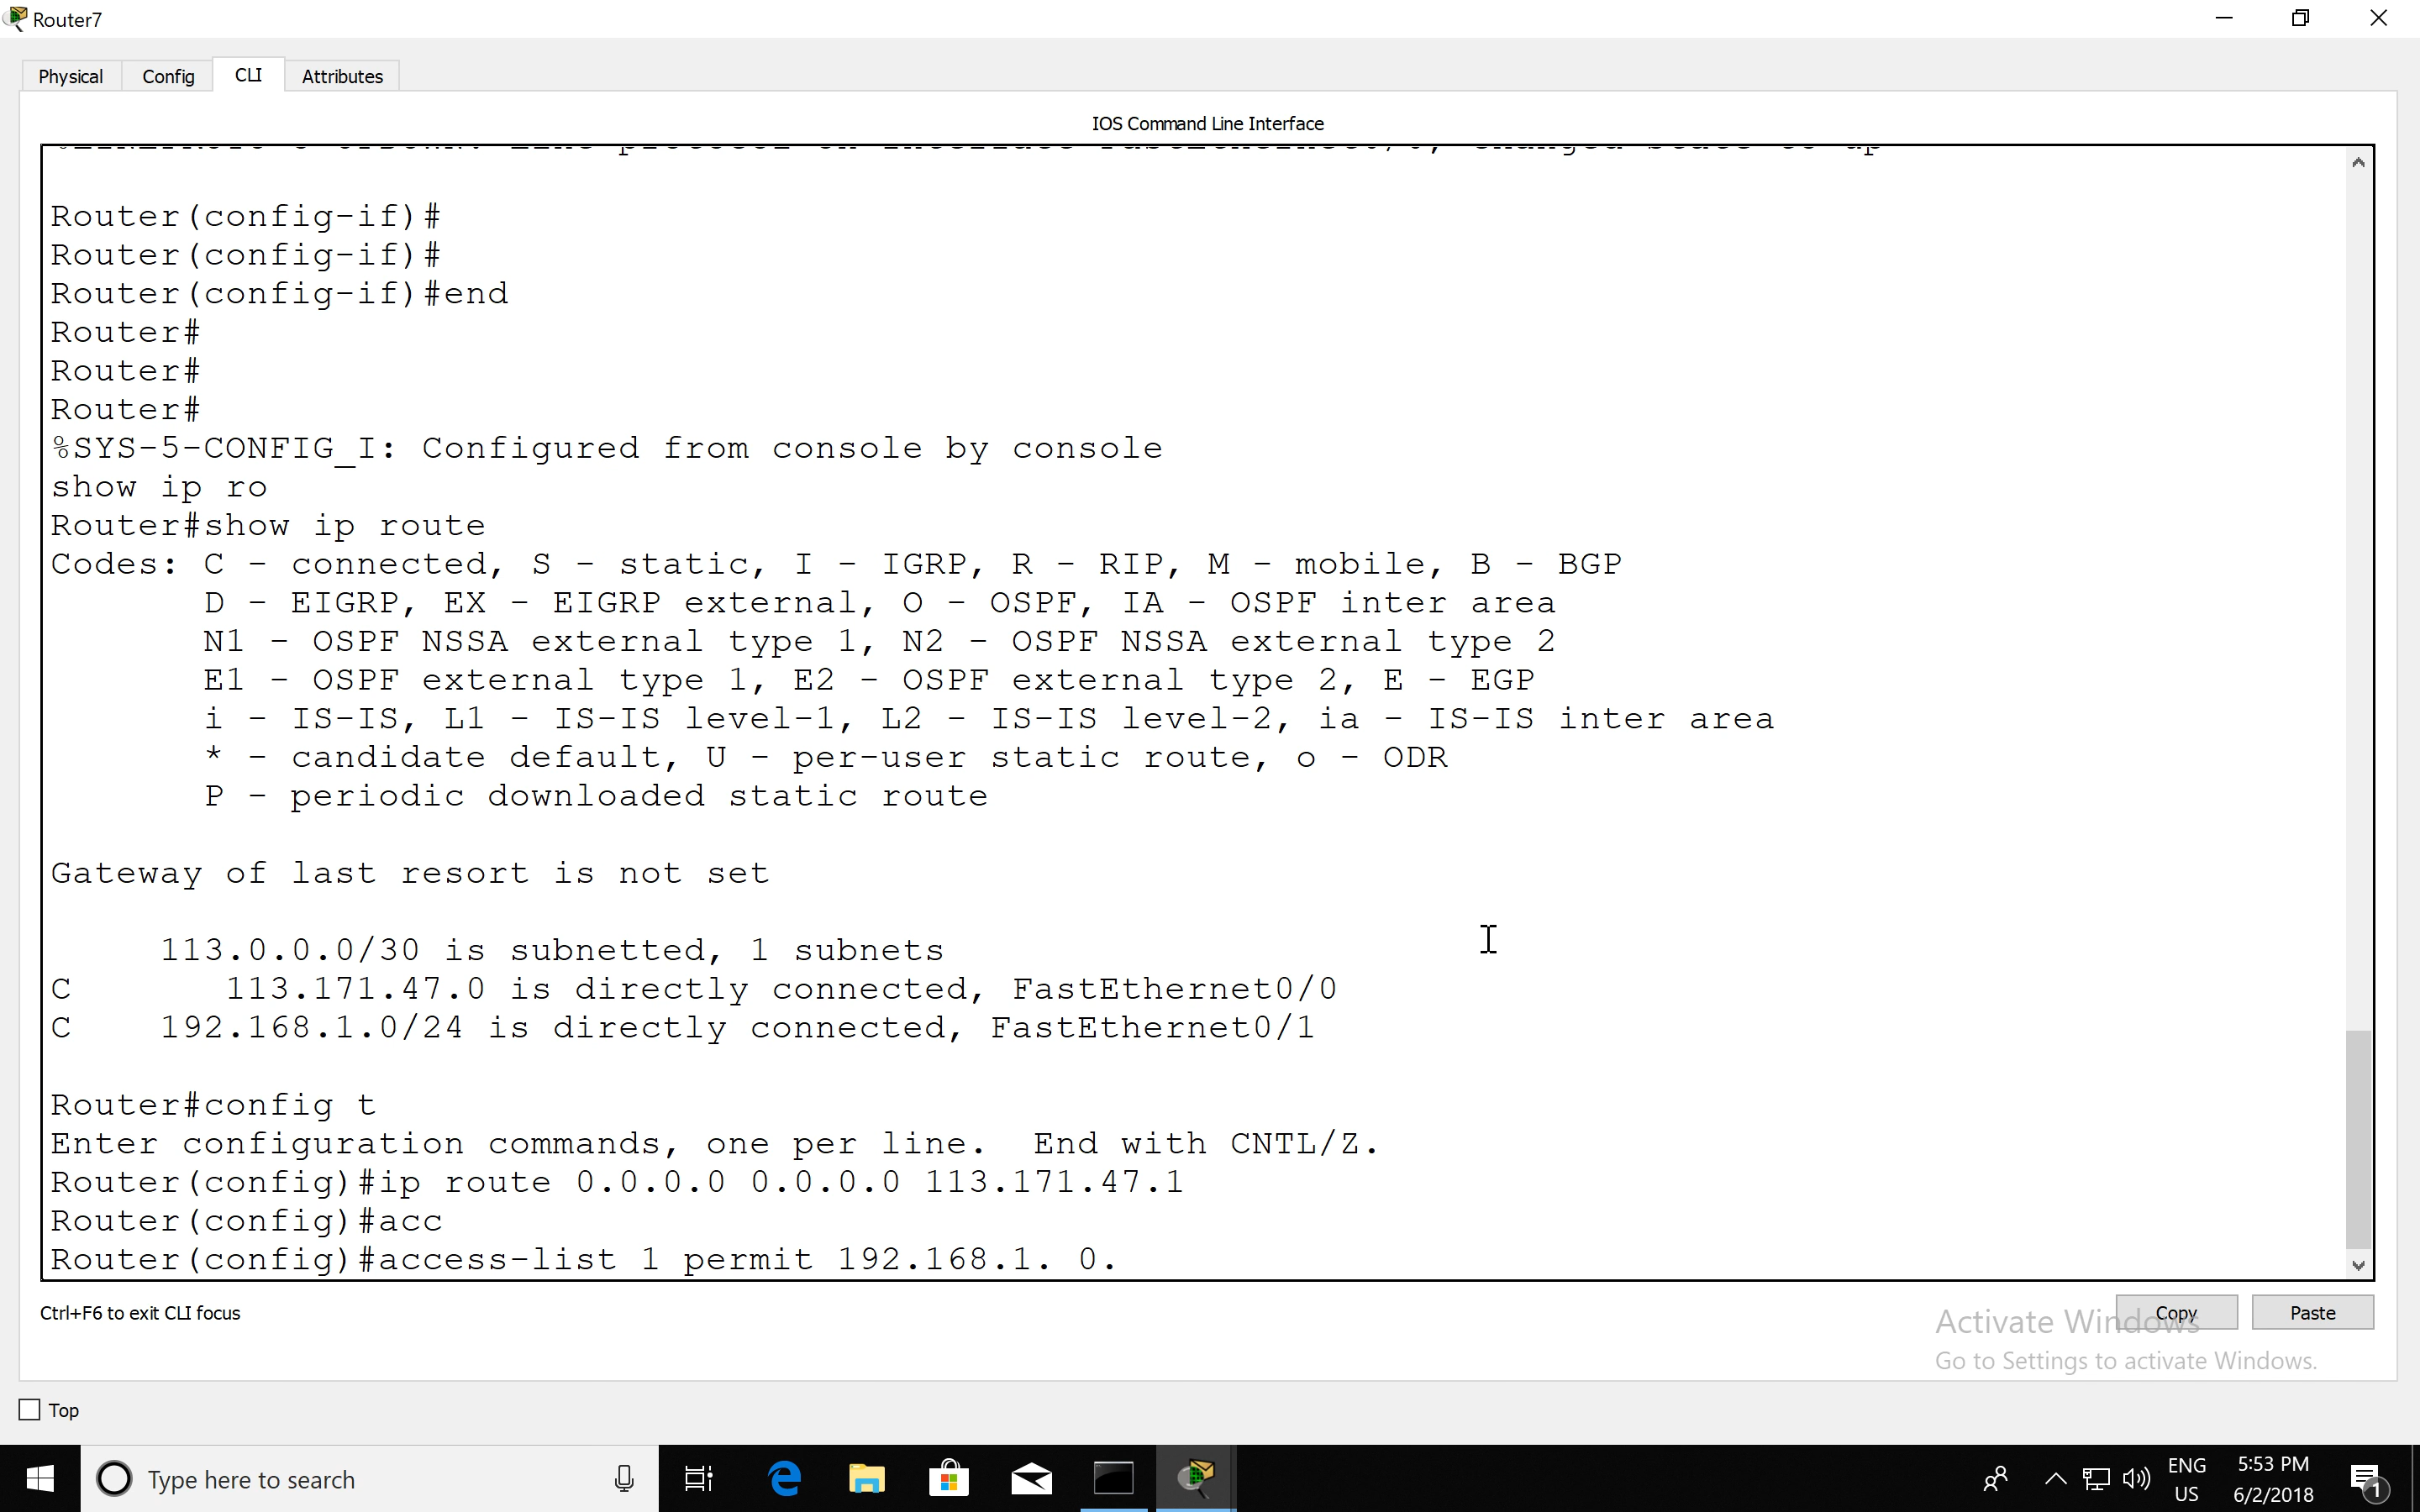 Router7
Physical Config CLI Attributes
IOS Command Line Interface
Router(config-if)#
Router(config-if)#
Router(config-if)#end
Router#
Router#
Router#
%SYS-5-CONFIG_I: Configured from console by console
show ip ro
Router#show ip route
Codes: C - connected, S - static, I - IGRP, R - RIP, M - mobile, B - BGP
D - EIGRP, EX - EIGRP external, O - OSPF, IA - OSPF inter area
N1 - OSPF NSSA external type 1, N2 - OSPF NSSA external type 2
E1 - OSPF external type 1, E2 - OSPF external type 2, E - EGP
i - IS-IS, L1 - IS-IS level-1, L2 - IS-IS level-2, ia - IS-IS inter area
* - candidate default, U - per-user static route, o - ODR
P - periodic downloaded static route
Gateway of last resort is not set
113.0.0.0/30 is subnetted, 1 subnets
C 113.171.47.0 is directly connected, FastEthernet0/0
C 192.168.1.0/24 is directly connected, FastEthernet0/1
Router#config t
Enter configuration commands, one per line. End with CNTL/Z.
Router(config)#ip route 0.0.0.0 0.0.0.0 113.171.47.1
Router(config)#acc
Router(config)#access-list 1 permit 192.168.1. 0.
Ctrl+F6 to exit CLI focus
Copy Paste
Activate Windows
Go to Settings to activate Windows.
Top
Type here to search
ENG
US
5:53 PM
6/2/2018
1